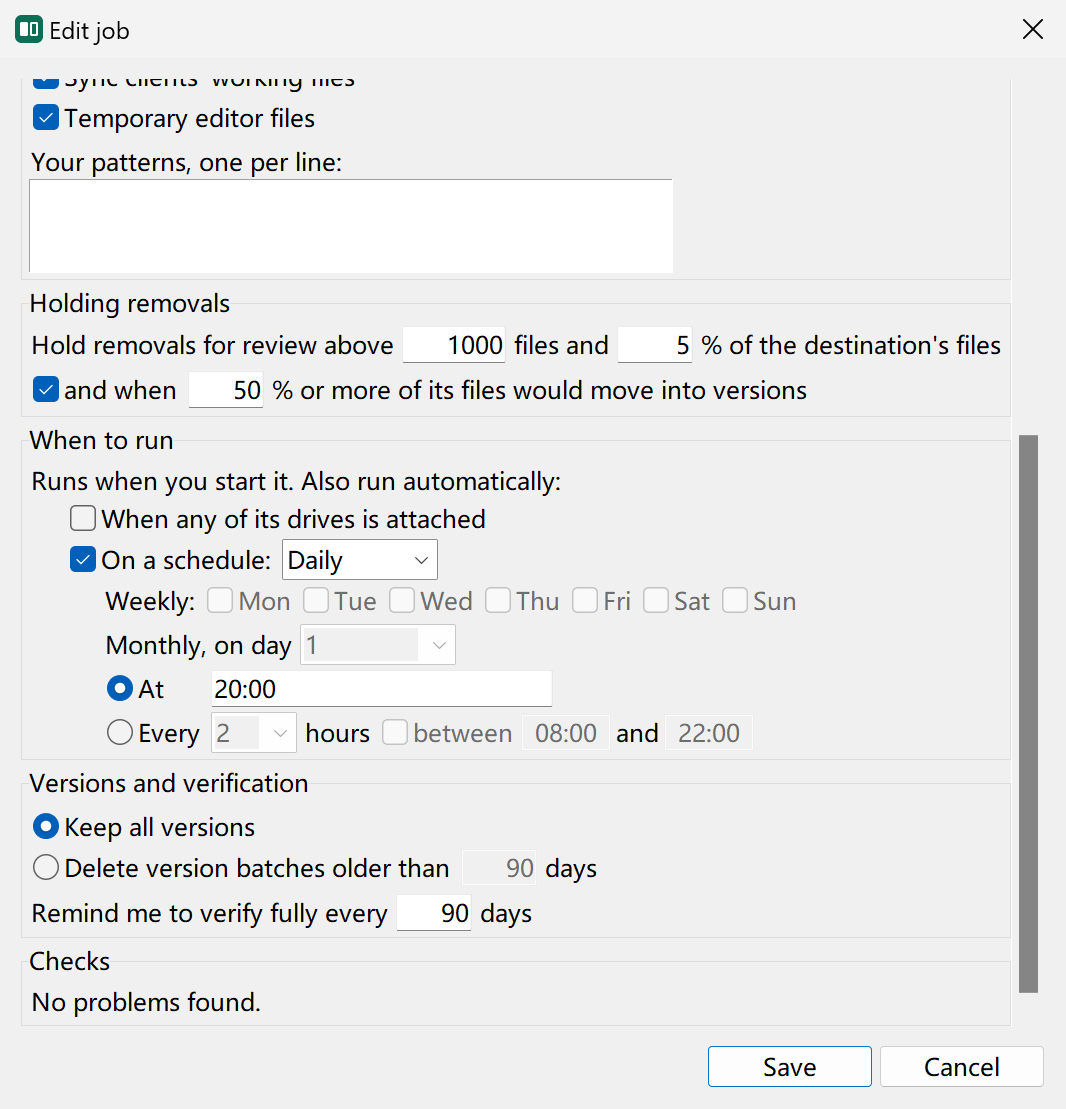 Edit job
Sync clients' working files
Temporary editor files
Your patterns, one per line:
Holding removals
Hold removals for review above 1000 files and 5 % of the destination's files
and when 50 % or more of its files would move into versions
When to run
Runs when you start it. Also run automatically:
When any of its drives is attached
On a schedule: Daily
Weekly: Mon Tue Wed Thu Fri Sat Sun
Monthly, on day 1
At 20:00
Every 2 hours between 08:00 and 22:00
Versions and verification
Keep all versions
Delete version batches older than 90 days
Remind me to verify fully every 90 days
Checks
No problems found.
Save Cancel